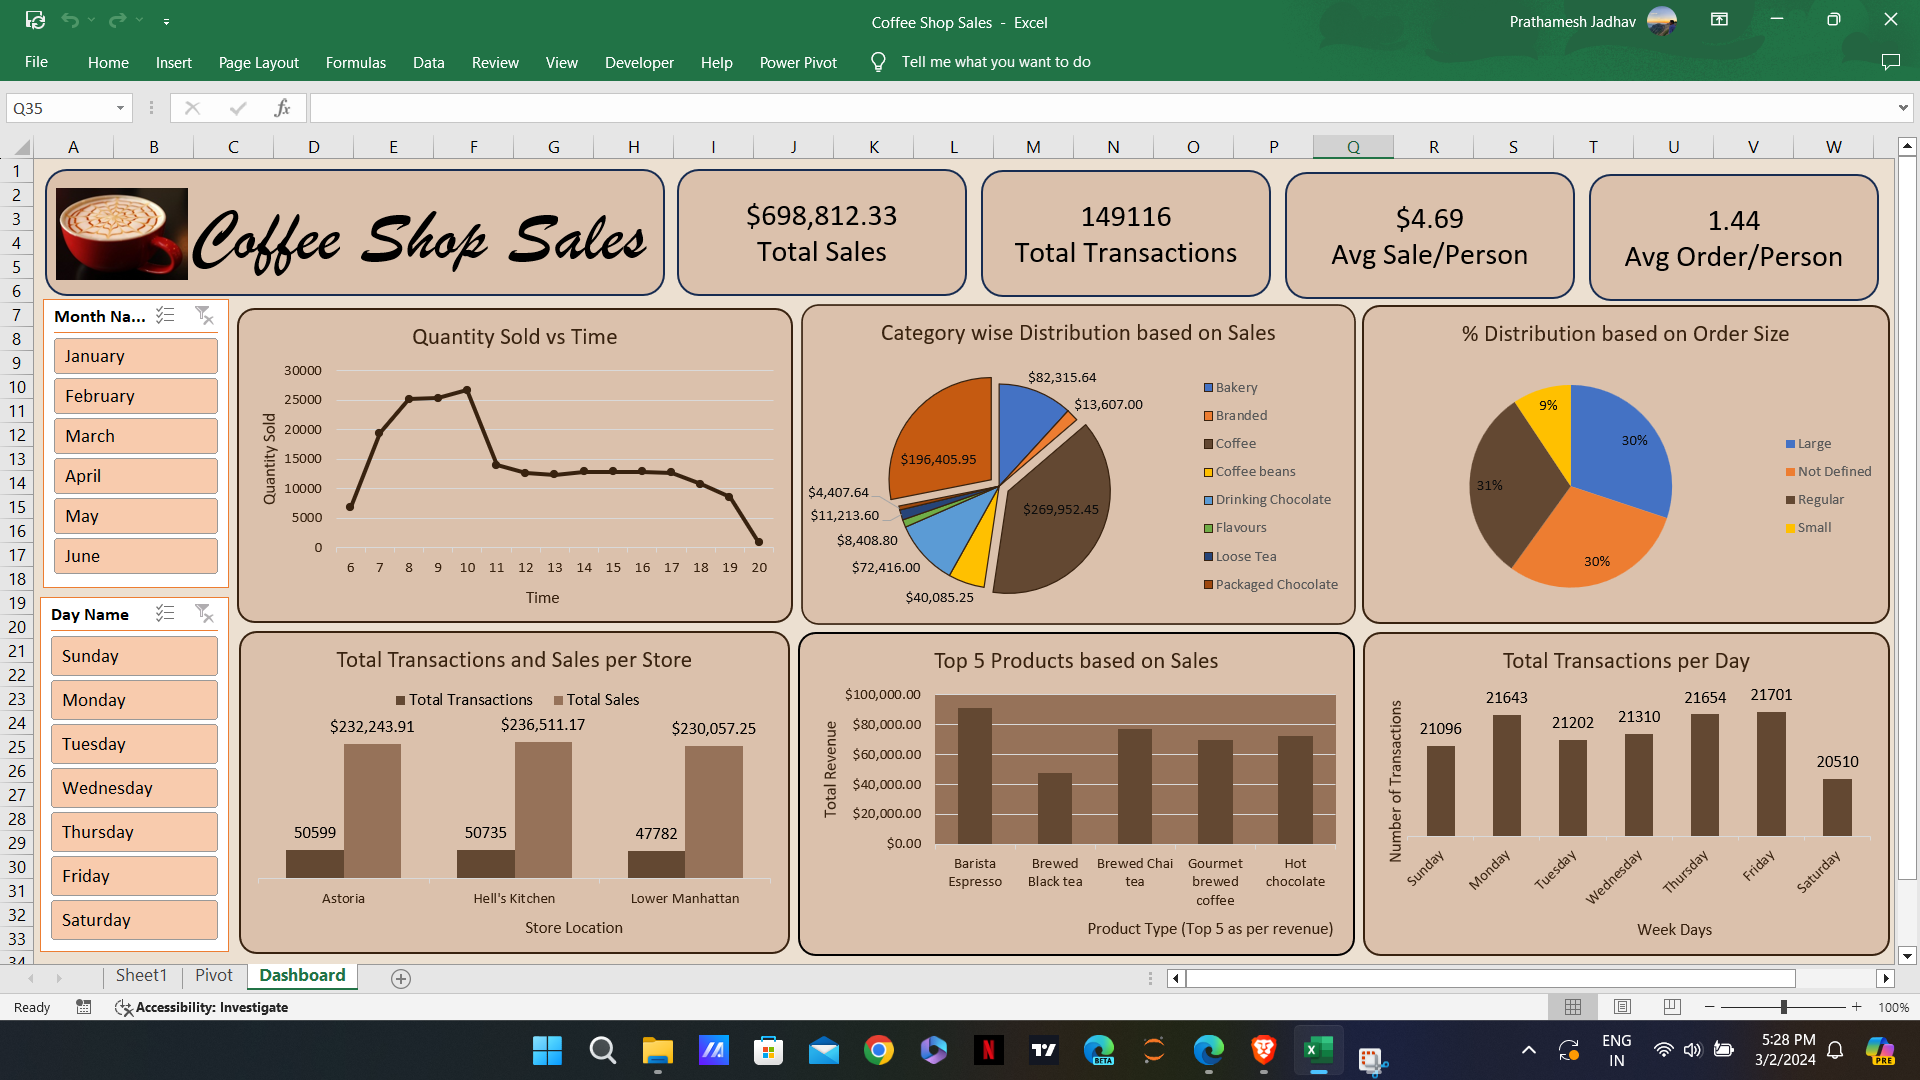 Coffee Shop Sales - Excel
Prathamesh Jadhav
File Home Insert Page Layout Formulas Data Review View Developer Help Power Pivot Tell me what you want to do
Q35
fx
A B C D E F G H I J K L M N O P Q R S T U V W
1
2
3
4
5
6
7
8
9
10
11
12
13
14
15
16
17
18
19
20
21
22
23
24
25
26
27
28
29
30
31
32
33
34
Coffee Shop Sales
$698,812.33
Total Sales
149116
Total Transactions
$4.69
Avg Sale/Person
1.44
Avg Order/Person
Month Na...
January
February
March
April
May
June
Day Name
Sunday
Monday
Tuesday
Wednesday
Thursday
Friday
Saturday
Quantity Sold vs Time
Quantity Sold
30000
25000
20000
15000
10000
5000
0
6 7 8 9 10 11 12 13 14 15 16 17 18 19 20
Time
Category wise Distribution based on Sales
$82,315.64
$13,607.00
$269,952.45
$40,085.25
$72,416.00
$8,408.80
$11,213.60
$4,407.64
$196,405.95
Bakery
Branded
Coffee
Coffee beans
Drinking Chocolate
Flavours
Loose Tea
Packaged Chocolate
% Distribution based on Order Size
30%
30%
31%
9%
Large
Not Defined
Regular
Small
Total Transactions and Sales per Store
Total Transactions Total Sales
$232,243.91 $236,511.17 $230,057.25
50599 50735 47782
Astoria Hell's Kitchen Lower Manhattan
Store Location
Top 5 Products based on Sales
Total Revenue
$100,000.00
$80,000.00
$60,000.00
$40,000.00
$20,000.00
$0.00
Barista Espresso
Brewed Black tea
Brewed Chai tea
Gourmet brewed coffee
Hot chocolate
Product Type (Top 5 as per revenue)
Total Transactions per Day
Number of Transactions
21096 21643 21202 21310 21654 21701 20510
Sunday Monday Tuesday Wednesday Thursday Friday Saturday
Week Days
Sheet1 Pivot Dashboard
Ready Accessibility: Investigate
100%
BETA
ENG
IN
5:28 PM
3/2/2024
PRE